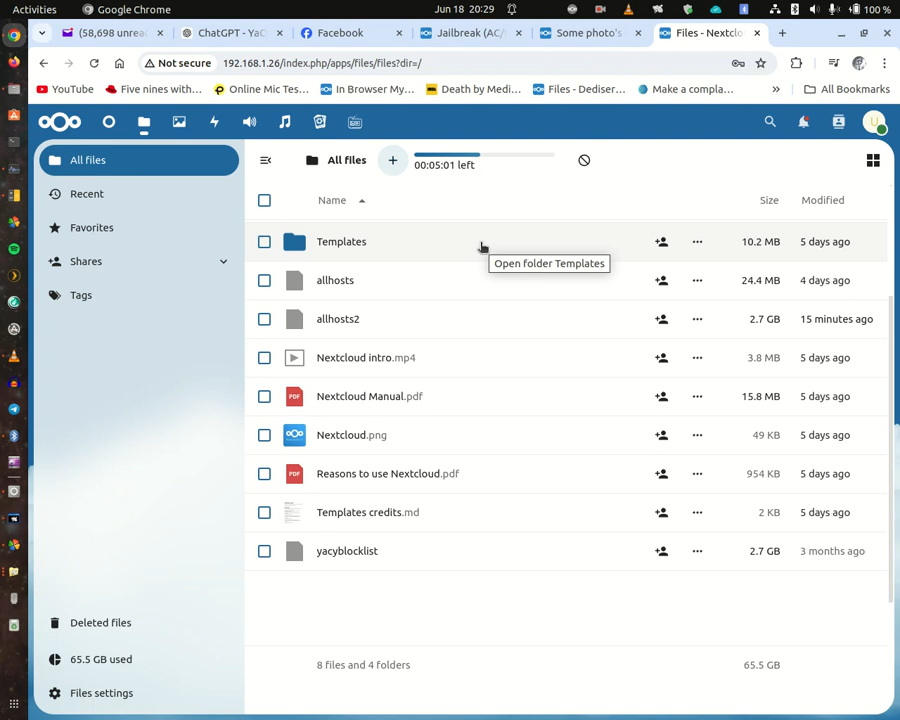 Activities
Google Chrome
Jun 18 20:29
100 %
(58,698 unrea
ChatGPT - YaC
Facebook
Jailbreak (AC/
Some photo's
Files - Nextclo
Not secure
192.168.1.26/index.php/apps/files/files?dir=/
YouTube
Five nines with...
Online Mic Tes...
In Browser My...
Death by Medi...
Files - Dediser...
Make a compla...
»
All Bookmarks
U
All files
All files
00:05:01 left
Recent
Name
Size
Modified
Favorites
Templates
10.2 MB
5 days ago
Open folder Templates
Shares
allhosts
24.4 MB
4 days ago
Tags
allhosts2
2.7 GB
15 minutes ago
Nextcloud intro.mp4
3.8 MB
5 days ago
PDF
Nextcloud Manual.pdf
15.8 MB
5 days ago
Nextcloud.png
49 KB
5 days ago
PDF
Reasons to use Nextcloud.pdf
954 KB
5 days ago
Templates credits.md
2 KB
5 days ago
yacyblocklist
2.7 GB
3 months ago
Deleted files
65.5 GB used
8 files and 4 folders
65.5 GB
Files settings